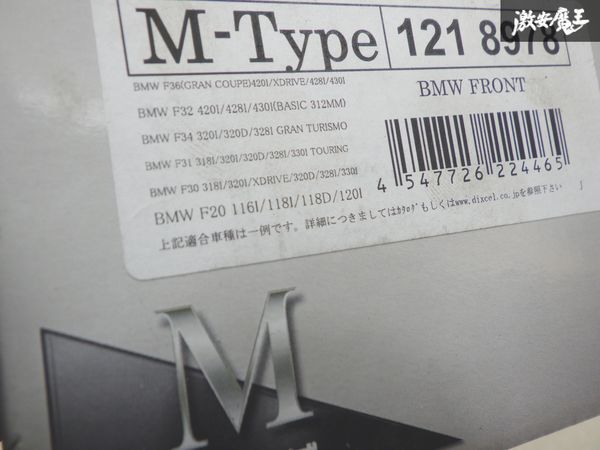 激安魔王
M-Type 121 8978
BMW F36(GRAN COUPE)420I/XDRIVE/428I/430I
BMW FRONT
BMW F32 420I/428I/430I(BASIC 312MM)
BMW F34 320I/320D/328I GRAN TURISMO
BMW F31 318I/320I/320D/328I/330I TOURING
BMW F30 318I/320I/XDRIVE/320D/328I/330I
BMW F20 116I/118I/118D/120I
4 547726 224465
上記適合車種は一例です。詳細につきましてはｶﾀﾛｸﾞもしくはwww.dixcel.co.jpを参照下さい
M